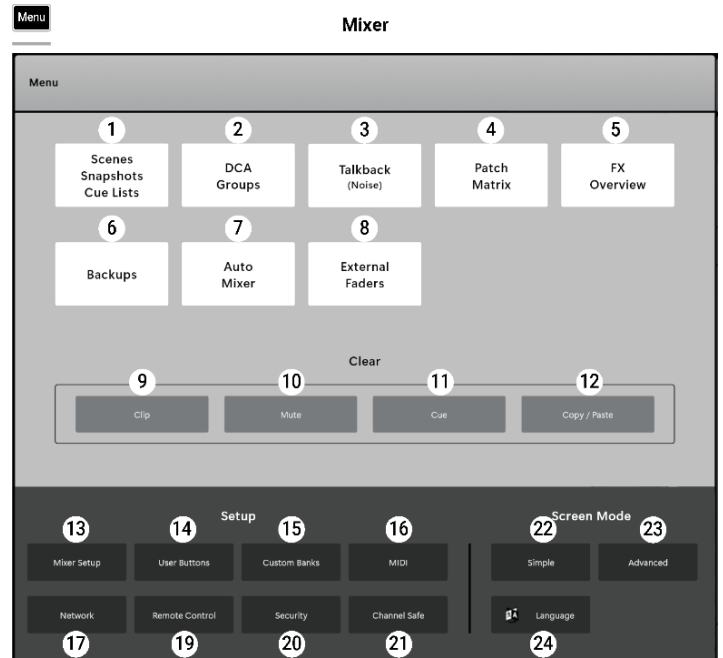 Menu
Mixer
Menu
1 2 3 4 5
Scenes
Snapshots
Cue Lists
DCA
Groups
Talkback
(Noise)
Patch
Matrix
FX
Overview
6 7 8
Backups
Auto
Mixer
External
Faders
Clear
9 10 11 12
Clip Mute Cue Copy / Paste
Setup
Screen Mode
13 14 15 16 22 23
Mixer Setup User Buttons Custom Banks MIDI Simple Advanced
Network Remote Control Security Channel Safe Language
17 19 20 21 24